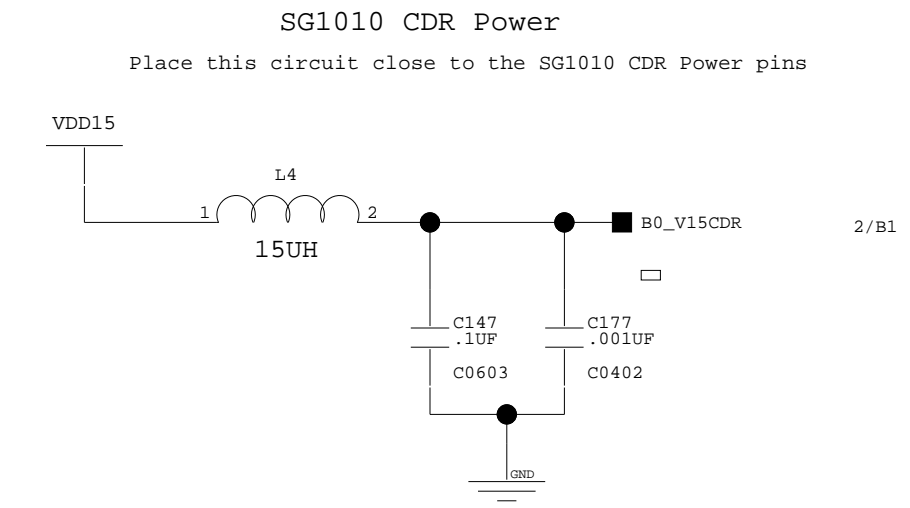 SG1010 CDR Power
Place this circuit close to the SG1010 CDR Power pins
VDD15
L4
1
2
15UH
B0_V15CDR
2/B1
C147
.1UF
C0603
C177
.001UF
C0402
GND